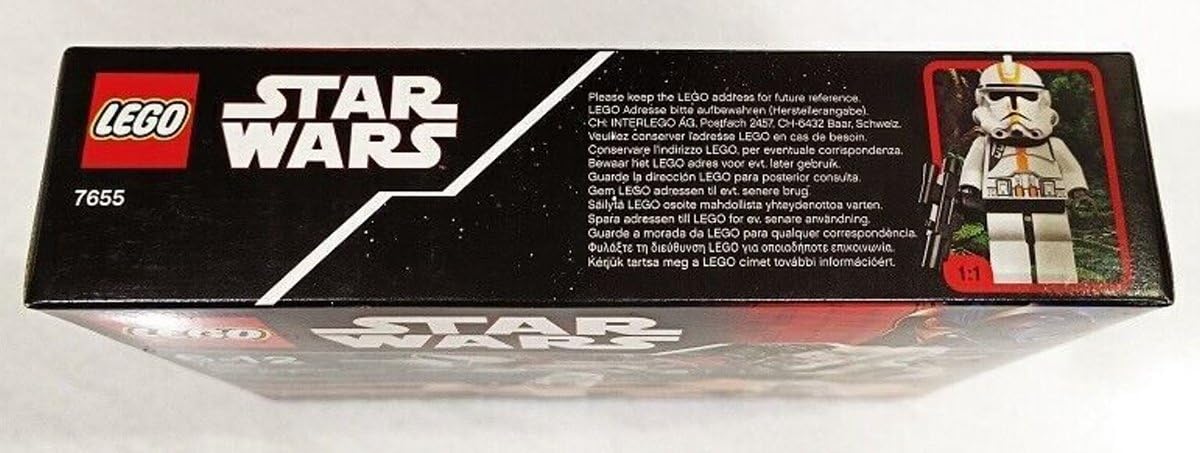 LEGO
STAR
WARS
7655
Please keep the LEGO address for future reference.
LEGO Adresse bitte aufbewahren (Herstellerangabe).
CH: INTERLEGO AG, Postfach 2457, CH-6432 Baar, Schweiz.
Veuillez conserver l'adresse LEGO en cas de besoin.
Conservare l'indirizzo LEGO, per eventuale corrispondenza.
Bewaar het LEGO adres voor evt. later gebruik.
Guarde la dirección LEGO para posterior consulta.
Gem LEGO adressen til evt. senere brug.
Säilytä LEGO osoite mahdollista yhteydenottoa varten.
Spara adressen till LEGO for ev. senare användning.
Guarde a morada da LEGO para qualquer correspondência.
Φυλάξτε τη διεύθυνση LEGO για οποιαδήποτε επικοινωνία.
Kérjük tartsa meg a LEGO címet további információért.
1:1
LEGO
STAR
WARS